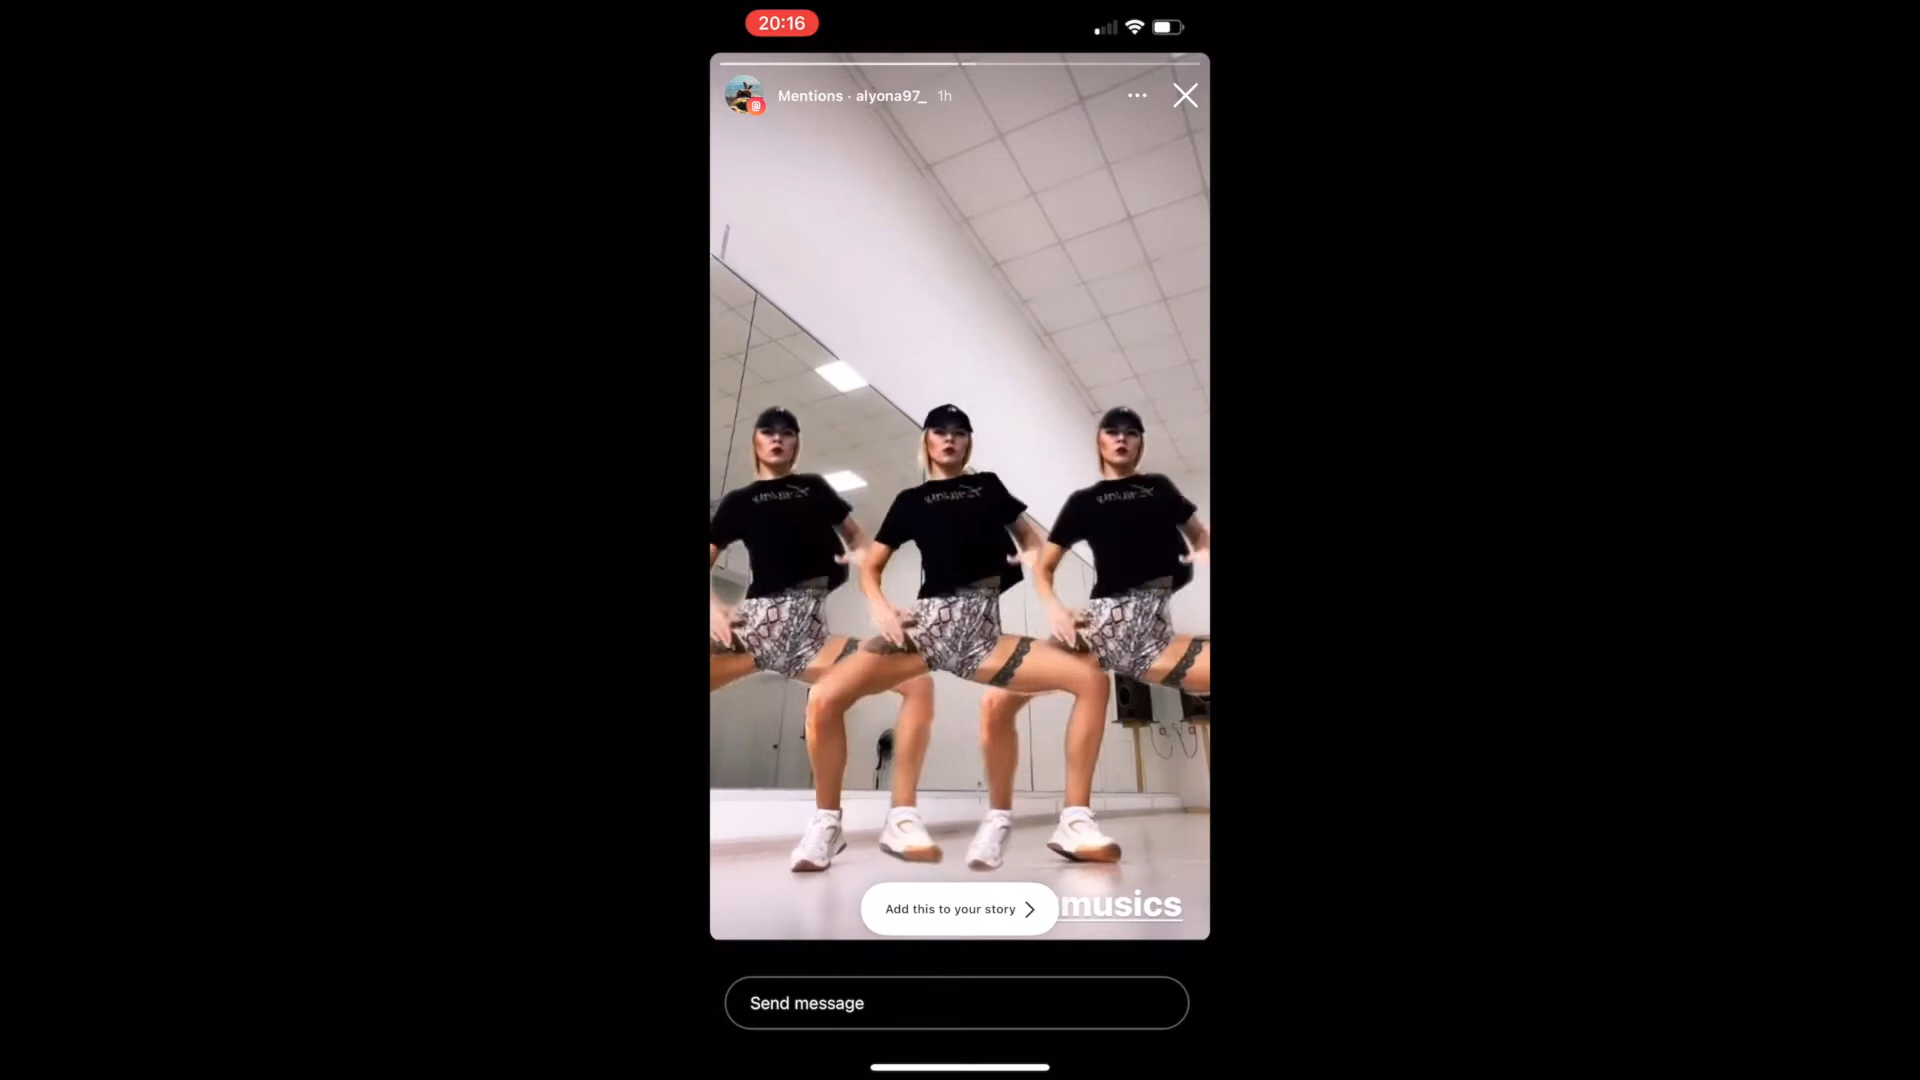 20:16
Mentions · alyona97_ 1h
musics
Add this to your story
Send message